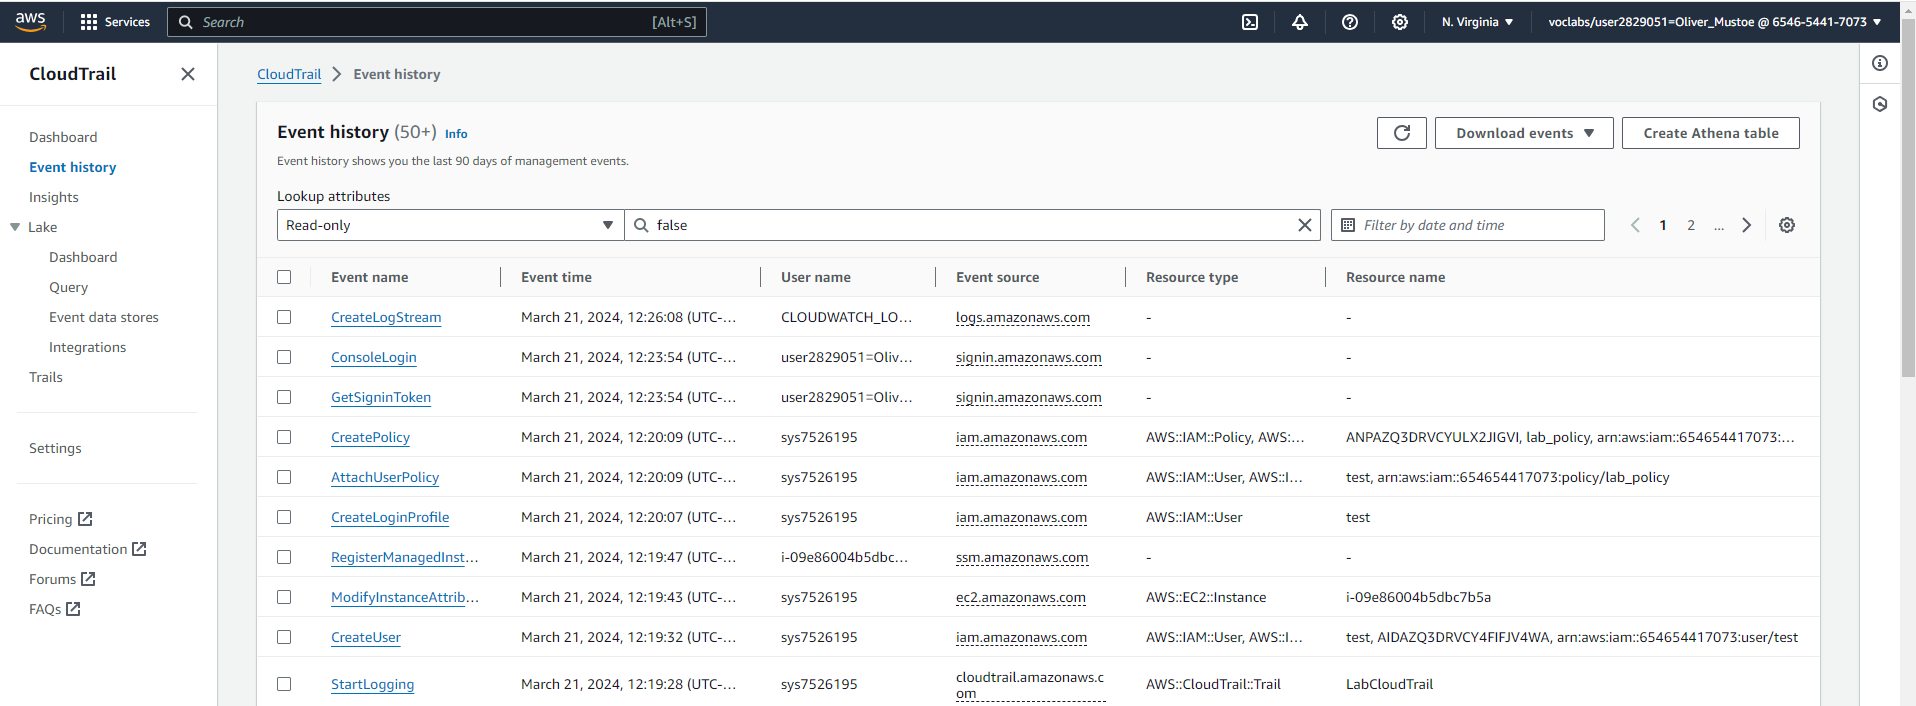 aws Services Search [Alt+S] N. Virginia voclabs/user2829051=Oliver_Mustoe @ 6546-5441-7073
CloudTrail
Dashboard
Event history
Insights
Lake
Dashboard
Query
Event data stores
Integrations
Trails
Settings
Pricing
Documentation
Forums
FAQs
CloudTrail Event history
Event history (50+) Info
Event history shows you the last 90 days of management events.
Download events Create Athena table
Lookup attributes
Read-only false Filter by date and time 1 2 ...
Event name Event time User name Event source Resource type Resource name
CreateLogStream March 21, 2024, 12:26:08 (UTC-... CLOUDWATCH_LO... logs.amazonaws.com - -
ConsoleLogin March 21, 2024, 12:23:54 (UTC-... user2829051=Oliv... signin.amazonaws.com - -
GetSigninToken March 21, 2024, 12:23:54 (UTC-... user2829051=Oliv... signin.amazonaws.com - -
CreatePolicy March 21, 2024, 12:20:09 (UTC-... sys7526195 iam.amazonaws.com AWS::IAM::Policy, AWS:... ANPAZQ3DRVCYULX2JIGVI, lab_policy, arn:aws:iam::654654417073:...
AttachUserPolicy March 21, 2024, 12:20:09 (UTC-... sys7526195 iam.amazonaws.com AWS::IAM::User, AWS::I... test, arn:aws:iam::654654417073:policy/lab_policy
CreateLoginProfile March 21, 2024, 12:20:07 (UTC-... sys7526195 iam.amazonaws.com AWS::IAM::User test
RegisterManagedInst... March 21, 2024, 12:19:47 (UTC-... i-09e86004b5dbc... ssm.amazonaws.com - -
ModifyInstanceAttrib... March 21, 2024, 12:19:43 (UTC-... sys7526195 ec2.amazonaws.com AWS::EC2::Instance i-09e86004b5dbc7b5a
CreateUser March 21, 2024, 12:19:32 (UTC-... sys7526195 iam.amazonaws.com AWS::IAM::User, AWS::I... test, AIDAZQ3DRVCY4FIFJV4WA, arn:aws:iam::654654417073:user/test
StartLogging March 21, 2024, 12:19:28 (UTC-... sys7526195 cloudtrail.amazonaws.c AWS::CloudTrail::Trail LabCloudTrail
om